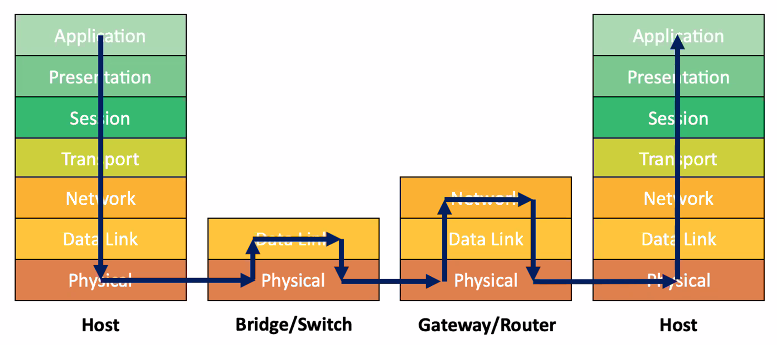 Application
Presentation
Session
Transport
Network
Data Link
Physical
Host
Data Link
Physical
Bridge/Switch
Network
Data Link
Physical
Gateway/Router
Application
Presentation
Session
Transport
Network
Data Link
Physical
Host